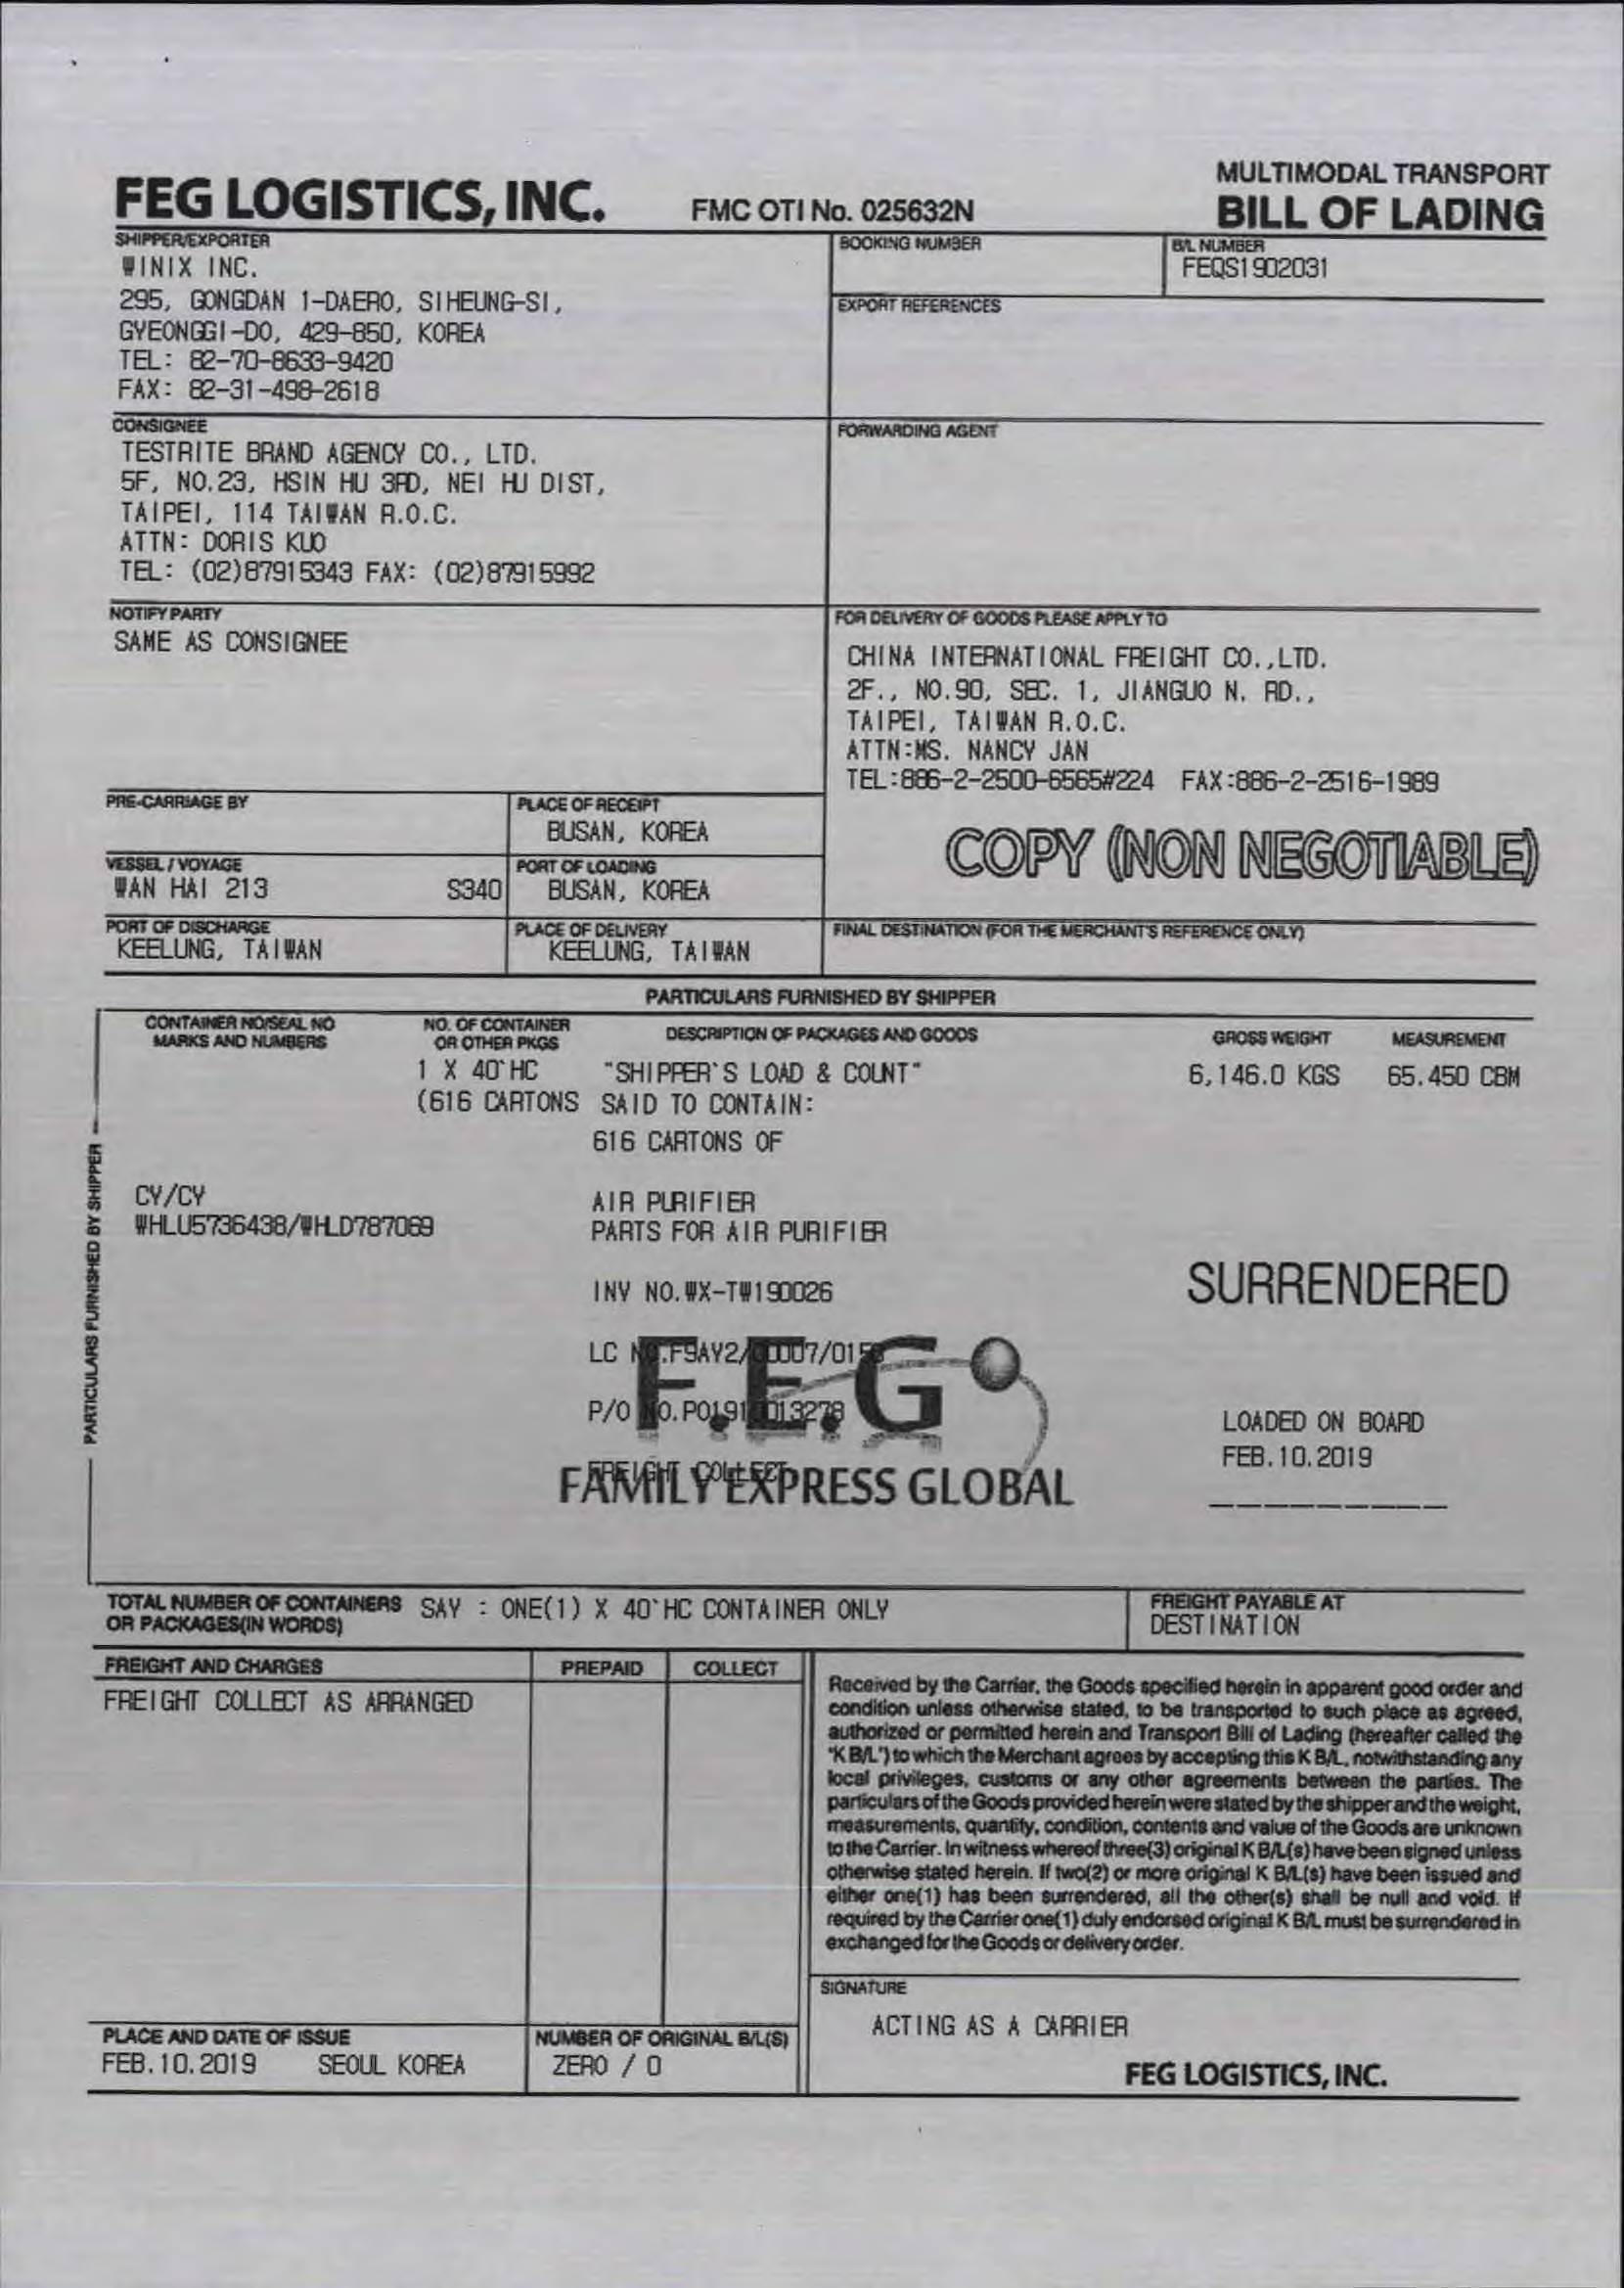 FEG LOGISTICS, INC.
FMC OTI No. 025632N
MULTIMODAL TRANSPORT
BILL OF LADING
SHIPPER/EXPORTER
WINIX INC.
295, GONGDAN 1-DAERO, SIHEUNG-SI,
GYEONGGI-DO, 429-850, KOREA
TEL: 82-70-8633-9420
FAX: 82-31-498-2618
BOOKING NUMBER
B/L NUMBER
FEQS1902031
EXPORT REFERENCES
CONSIGNEE
TESTRITE BRAND AGENCY CO., LTD.
5F, NO.23, HSIN HU 3RD, NEI HU DIST,
TAIPEI, 114 TAIWAN R.O.C.
ATTN: DORIS KUO
TEL: (02)87915343 FAX: (02)87915992
FORWARDING AGENT
NOTIFY PARTY
SAME AS CONSIGNEE
FOR DELIVERY OF GOODS PLEASE APPLY TO
CHINA INTERNATIONAL FREIGHT CO.,LTD.
2F., NO.90, SEC. 1, JIANGUO N. RD.,
TAIPEI, TAIWAN R.O.C.
ATTN:MS. NANCY JAN
TEL:886-2-2500-6565#224 FAX:886-2-2516-1989
PRE-CARRIAGE BY
PLACE OF RECEIPT
BUSAN, KOREA
COPY (NON NEGOTIABLE)
VESSEL / VOYAGE
WAN HAI 213 S340
PORT OF LOADING
BUSAN, KOREA
PORT OF DISCHARGE
KEELUNG, TAIWAN
PLACE OF DELIVERY
KEELUNG, TAIWAN
FINAL DESTINATION (FOR THE MERCHANT'S REFERENCE ONLY)
PARTICULARS FURNISHED BY SHIPPER
CONTAINER NO/SEAL NO
MARKS AND NUMBERS
NO. OF CONTAINER
OR OTHER PKGS
DESCRIPTION OF PACKAGES AND GOODS
GROSS WEIGHT
MEASUREMENT
1 X 40`HC "SHIPPER`S LOAD & COUNT" 6,146.0 KGS 65.450 CBM
(616 CARTONS SAID TO CONTAIN:
616 CARTONS OF
PARTICULARS FURNISHED BY SHIPPER
CY/CY
WHLU5736438/WHLD787069
AIR PURIFIER
PARTS FOR AIR PURIFIER
INV NO.WX-TW190026
SURRENDERED
LC
F.E.G
P/O
FREIGHT COLLECT
FAMILY EXPRESS GLOBAL
LOADED ON BOARD
FEB.10.2019
TOTAL NUMBER OF CONTAINERS
OR PACKAGES(IN WORDS)
SAY : ONE(1) X 40`HC CONTAINER ONLY
FREIGHT PAYABLE AT
DESTINATION
FREIGHT AND CHARGES
PREPAID
COLLECT
FREIGHT COLLECT AS ARRANGED
Received by the Carrier, the Goods specified herein in apparent good order and
condition unless otherwise stated, to be transported to such place as agreed,
authorized or permitted herein and Transport Bill of Lading (hereafter called the
"K B/L") to which the Merchant agrees by accepting this K B/L, notwithstanding any
local privileges, customs or any other agreements between the parties. The
particulars of the Goods provided herein were stated by the shipper and the weight,
measurements, quantity, condition, contents and value of the Goods are unknown
to the Carrier. In witness whereof three(3) original K B/L(s) have been signed unless
otherwise stated herein. If two(2) or more original K B/L(s) have been issued and
either one(1) has been surrendered, all the other(s) shall be null and void. If
required by the Carrier one(1) duly endorsed original K B/L must be surrendered in
exchanged for the Goods or delivery order.
SIGNATURE
ACTING AS A CARRIER
FEG LOGISTICS, INC.
PLACE AND DATE OF ISSUE
FEB.10.2019 SEOUL KOREA
NUMBER OF ORIGINAL B/L(S)
ZERO / 0